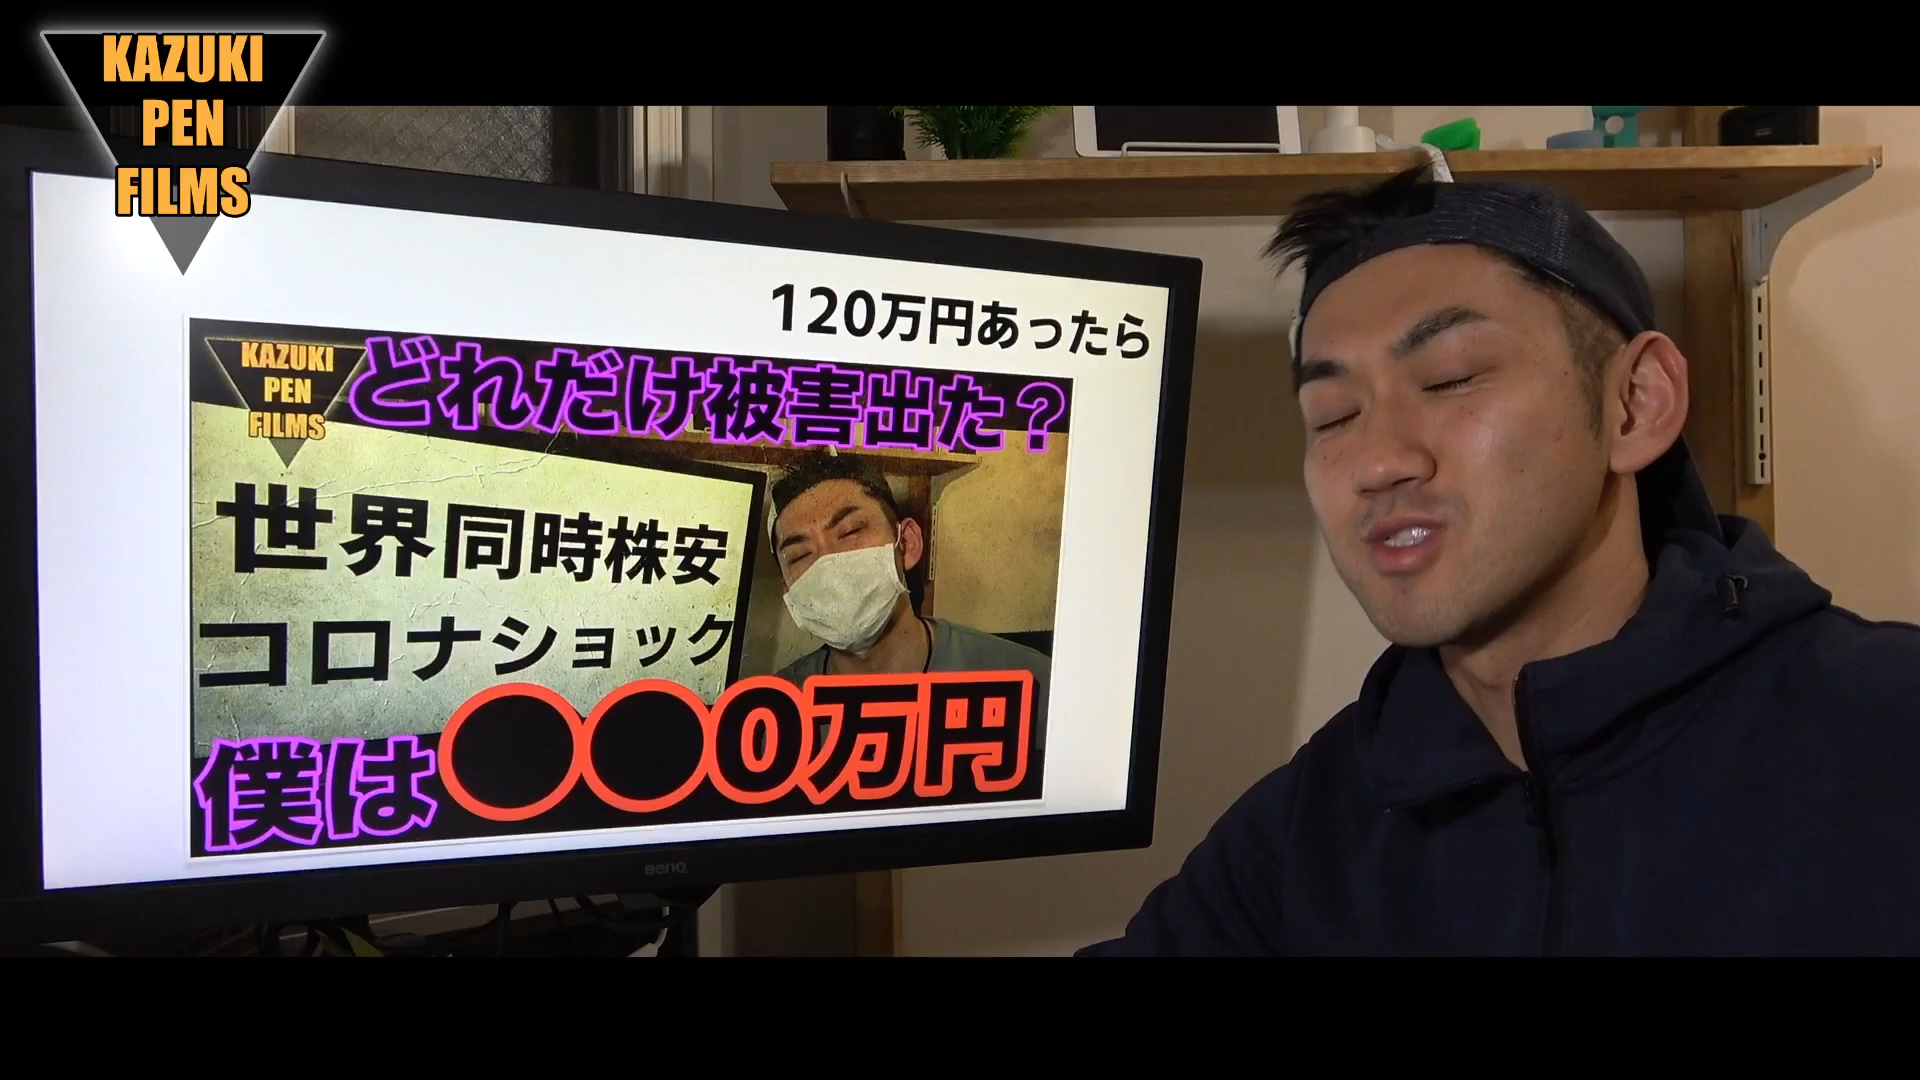 KAZUKI
PEN
FILMS
120万円あったら
KAZUKI
PEN
FILMS
どれだけ被害出た?
世界同時株安
コロナショック
僕は●●0万円
BenQ